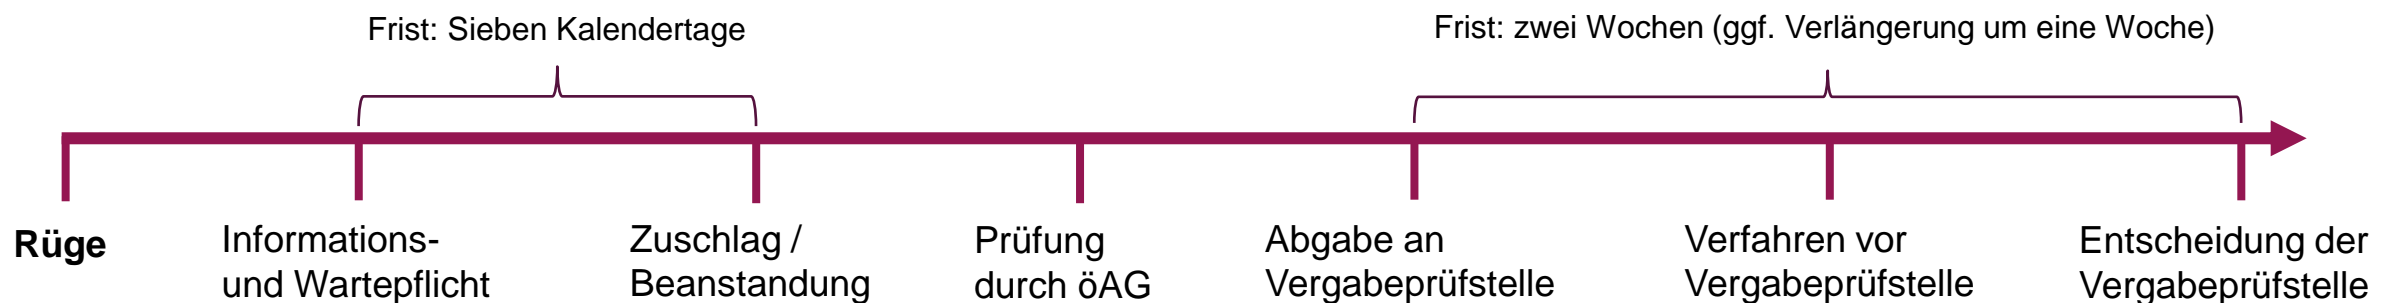 Frist: Sieben Kalendertage
Frist: zwei Wochen (ggf. Verlängerung um eine Woche)
Rüge
Informations-
und Wartepflicht
Zuschlag /
Beanstandung
Prüfung
durch öAG
Abgabe an
Vergabeprüfstelle
Verfahren vor
Vergabeprüfstelle
Entscheidung der
Vergabeprüfstelle